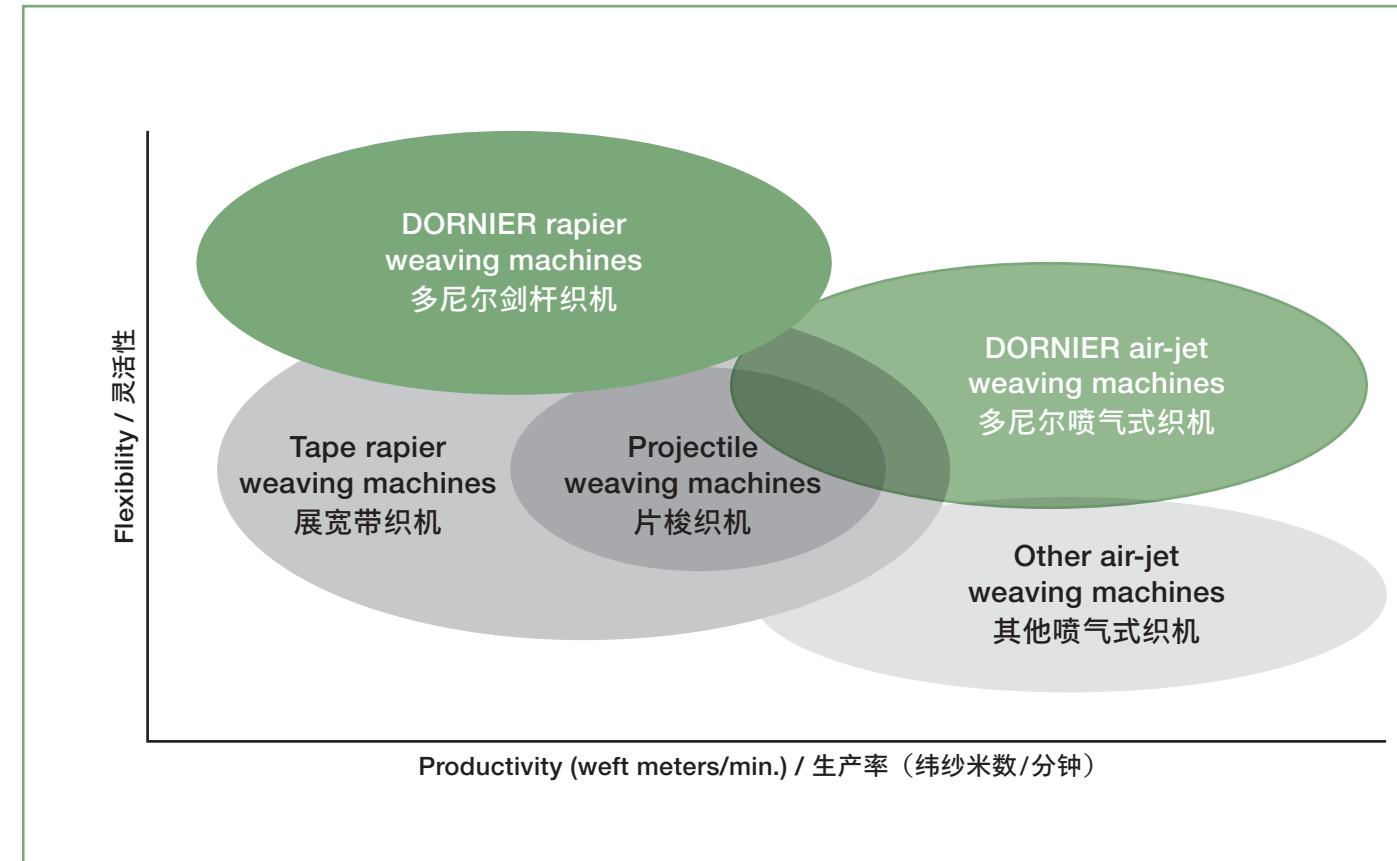 DORNIER rapier
weaving machines
多尼尔剑杆织机
DORNIER air-jet
weaving machines
多尼尔喷气式织机
Tape rapier
weaving machines
展宽带织机
Projectile
weaving machines
片梭织机
Other air-jet
weaving machines
其他喷气式织机
Flexibility / 灵活性
Productivity (weft meters/min.) / 生产率（纬纱米数/分钟）